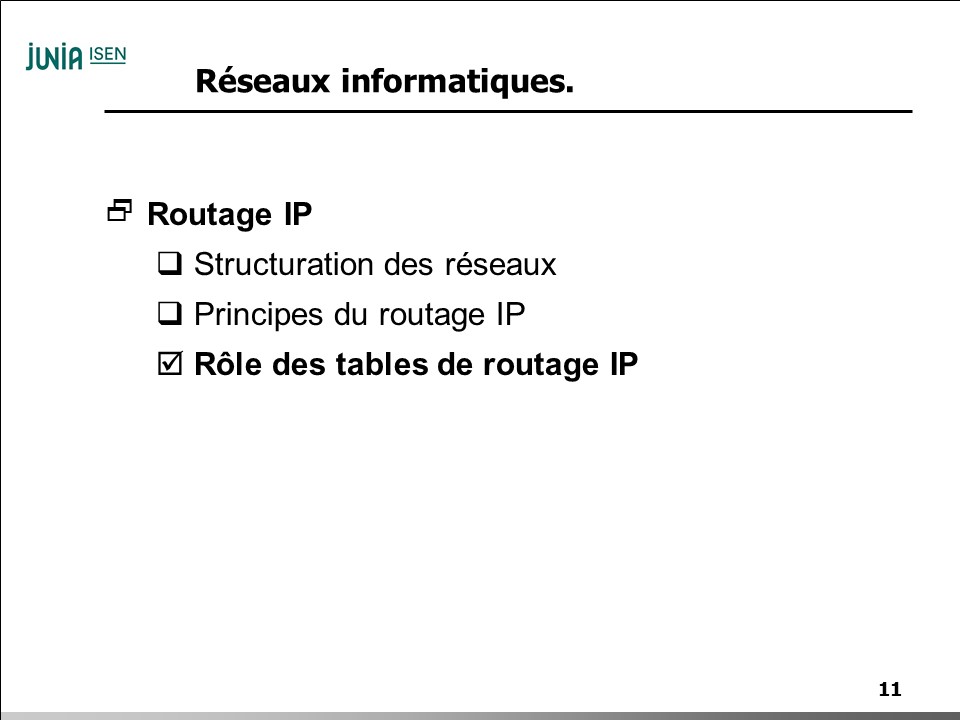 JUNIA ISEN
Réseaux informatiques.
Routage IP
Structuration des réseaux
Principes du routage IP
Rôle des tables de routage IP
11